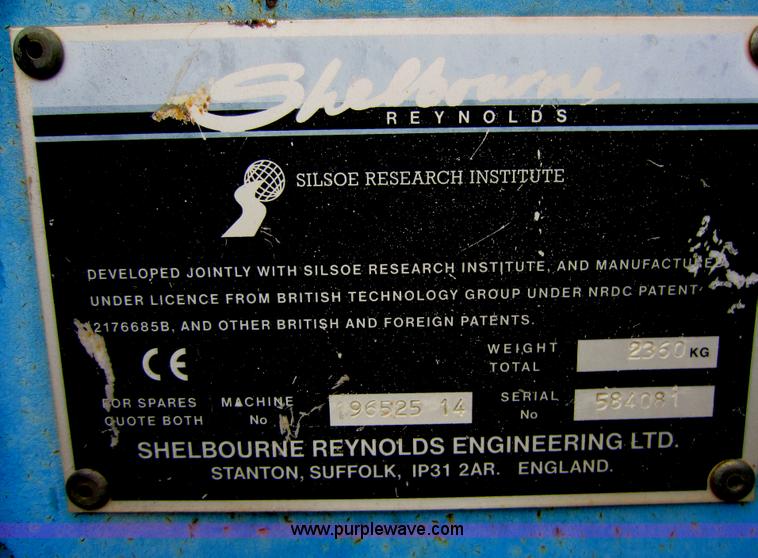 Shelbourne
REYNOLDS
SILSOE RESEARCH INSTITUTE
DEVELOPED JOINTLY WITH SILSOE RESEARCH INSTITUTE, AND MANUFACTURED
UNDER LICENCE FROM BRITISH TECHNOLOGY GROUP UNDER NRDC PATENT
2176685B, AND OTHER BRITISH AND FOREIGN PATENTS.
CE
WEIGHT TOTAL 2360 KG
FOR SPARES QUOTE BOTH
MACHINE No 196525 14
SERIAL No 584081
SHELBOURNE REYNOLDS ENGINEERING LTD.
STANTON, SUFFOLK, IP31 2AR. ENGLAND.
www.purplewave.com